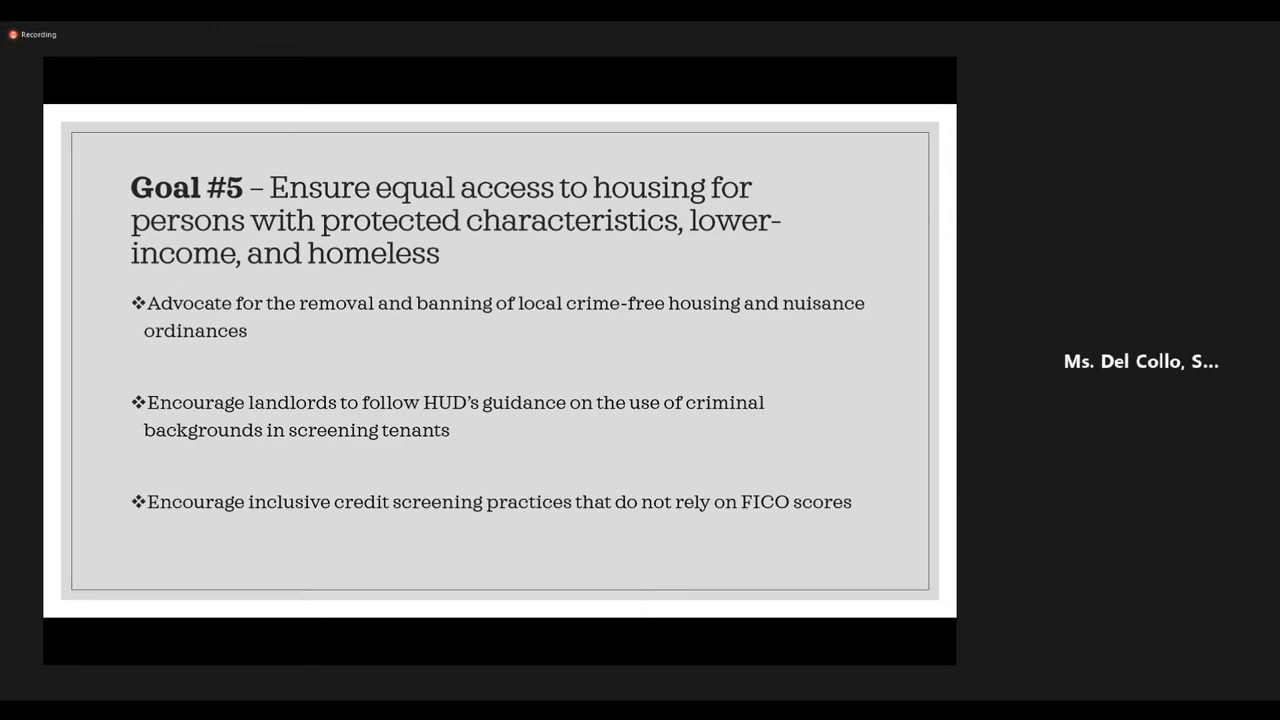 Recording
Goal #5 – Ensure equal access to housing for
persons with protected characteristics, lower-
income, and homeless
❖Advocate for the removal and banning of local crime-free housing and nuisance
ordinances
❖Encourage landlords to follow HUD’s guidance on the use of criminal
backgrounds in screening tenants
❖Encourage inclusive credit screening practices that do not rely on FICO scores
Ms. Del Collo, S...